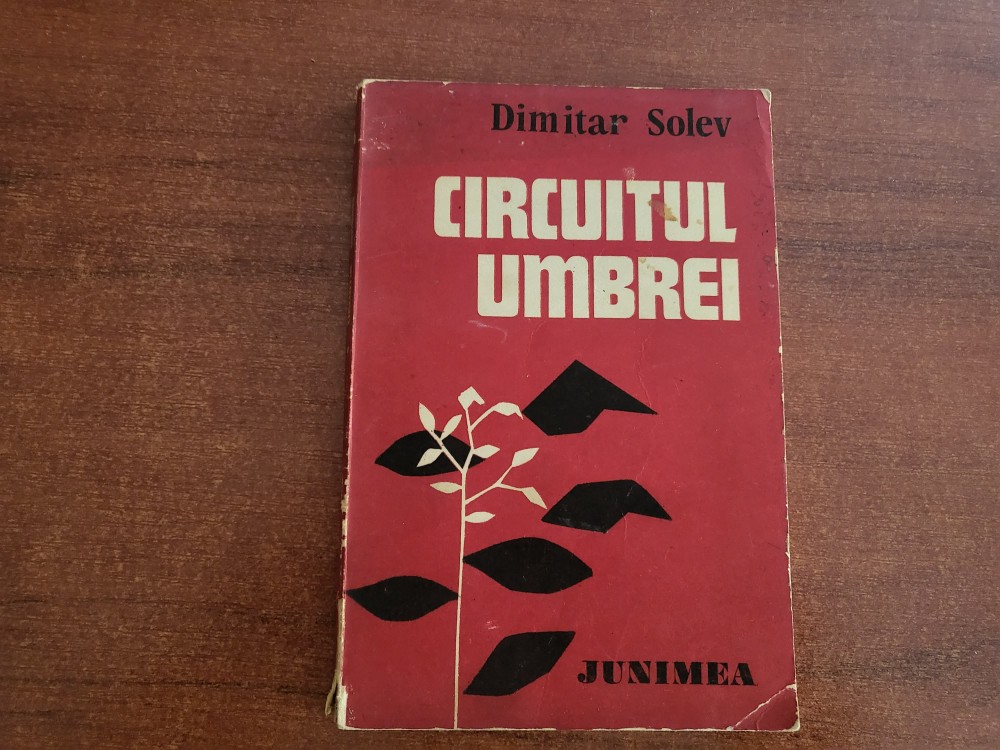 Dimitar Solev
CIRCUITUL
UMBREI
JUNIMEA